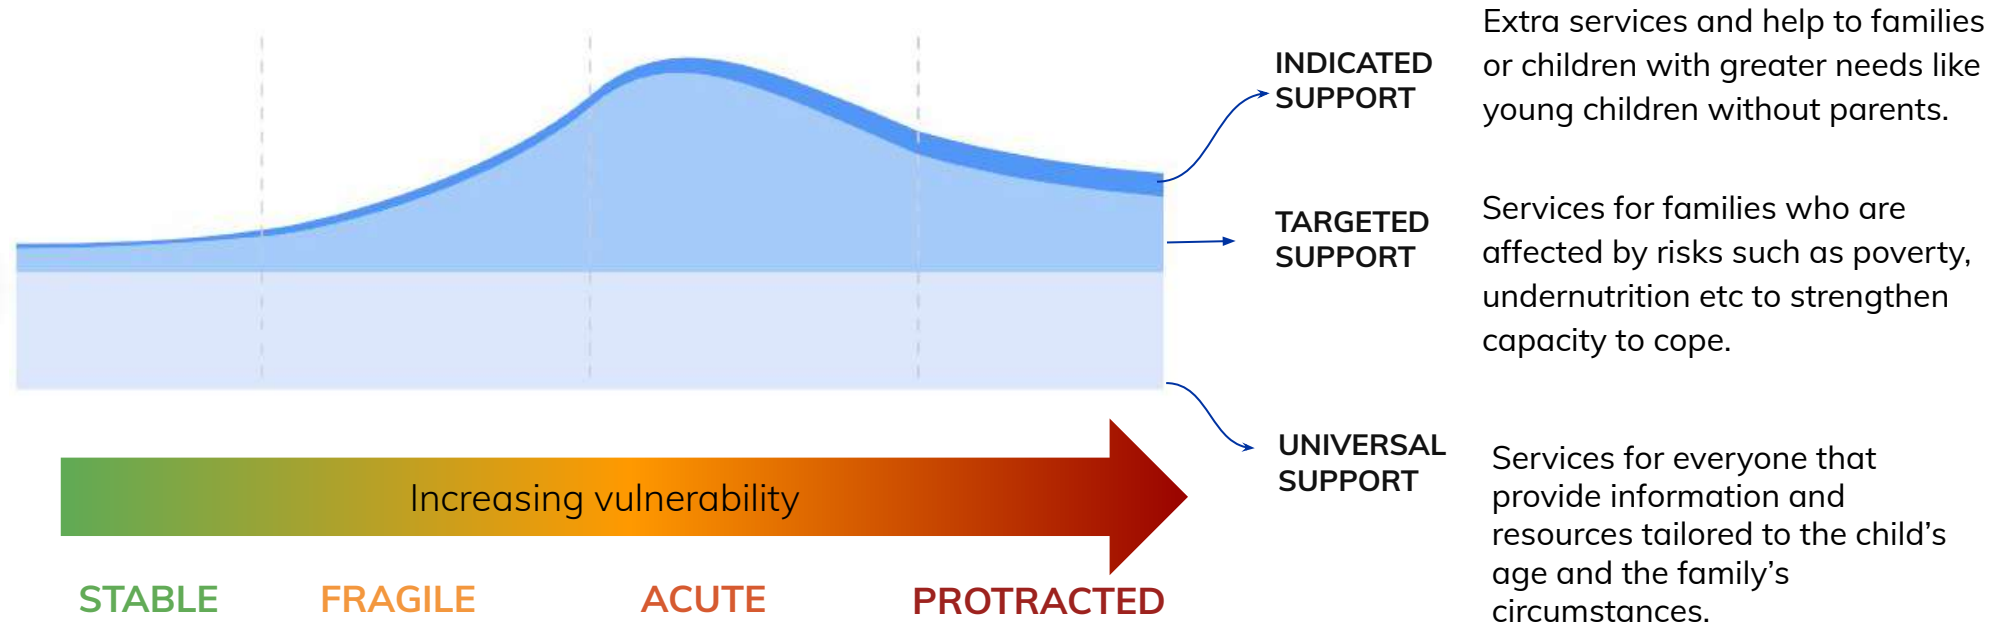 INDICATED
SUPPORT
Extra services and help to families
or children with greater needs like
young children without parents.
TARGETED
SUPPORT
Services for families who are
affected by risks such as poverty,
undernutrition etc to strengthen
capacity to cope.
UNIVERSAL
SUPPORT
Services for everyone that
provide information and
resources tailored to the child’s
age and the family’s
circumstances.
Increasing vulnerability
STABLE
FRAGILE
ACUTE
PROTRACTED